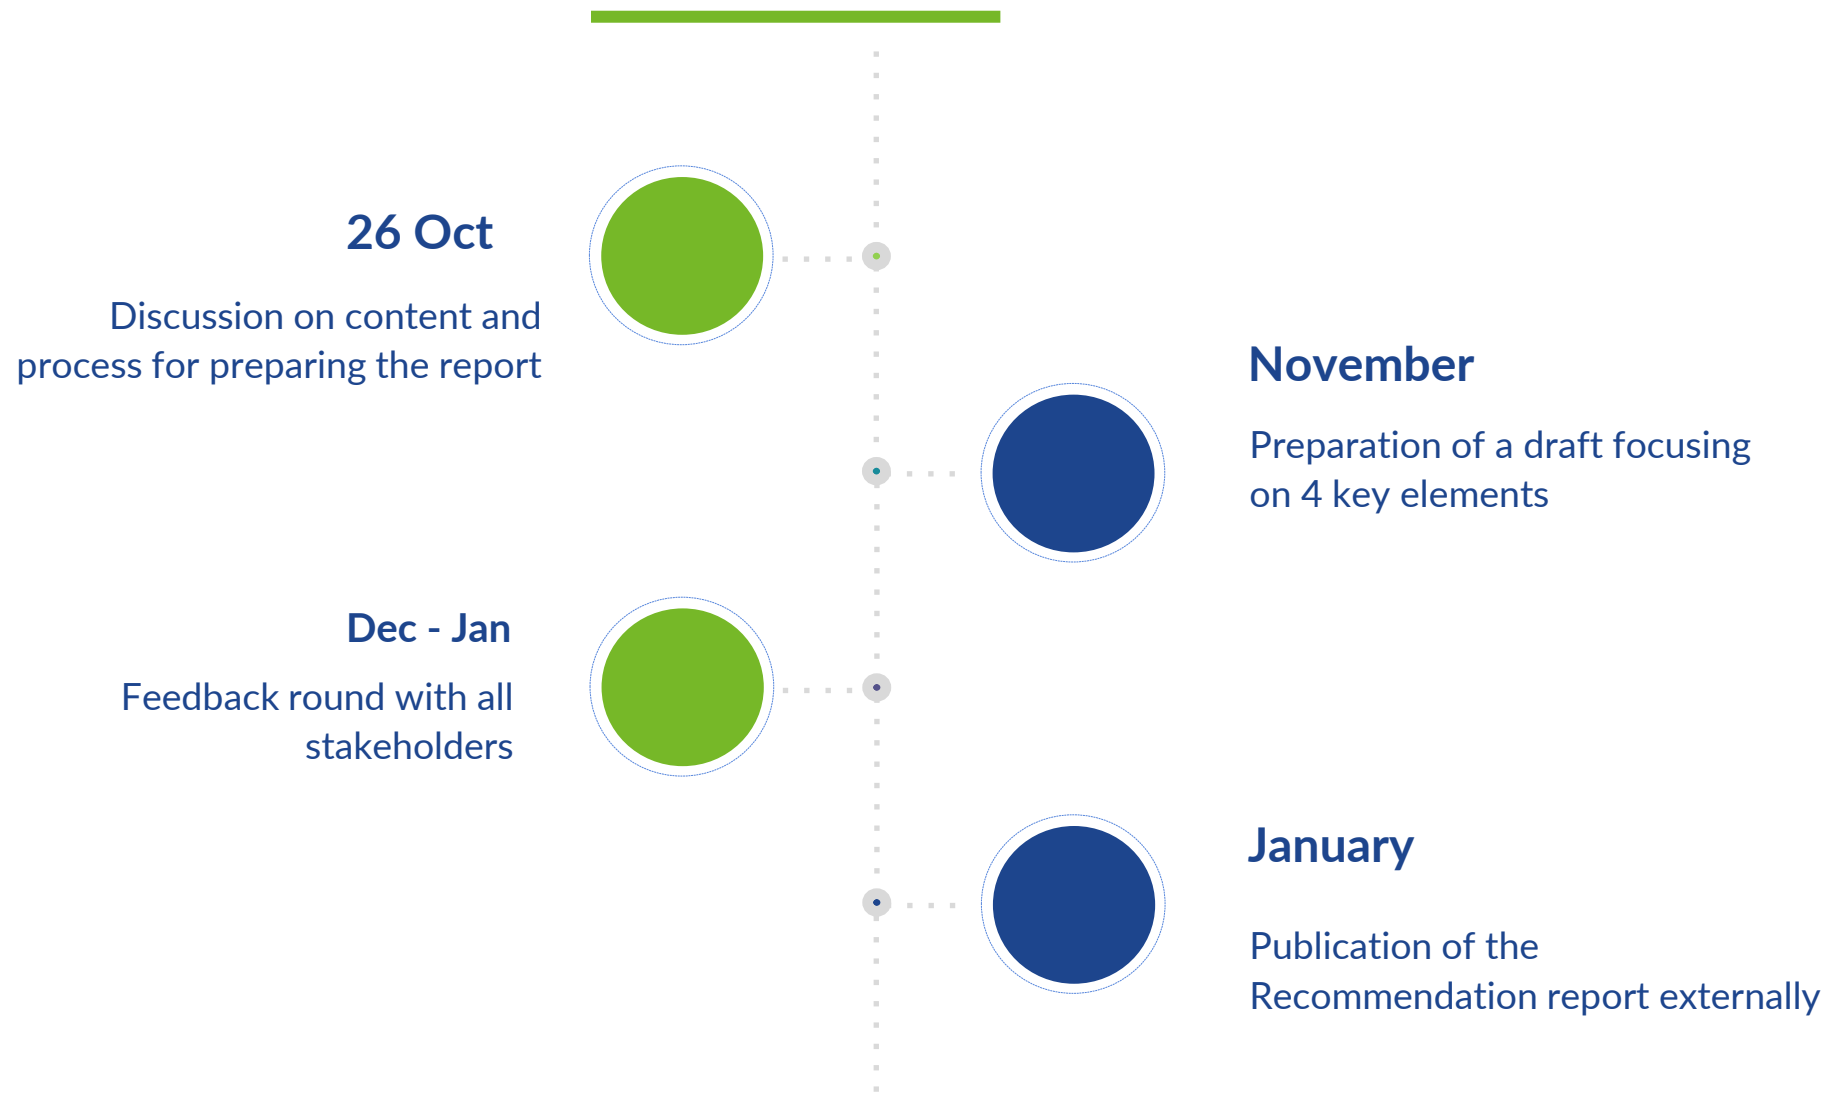 26 Oct
Discussion on content and
process for preparing the report
November
Preparation of a draft focusing
on 4 key elements
Dec - Jan
Feedback round with all
stakeholders
January
Publication of the
Recommendation report externally